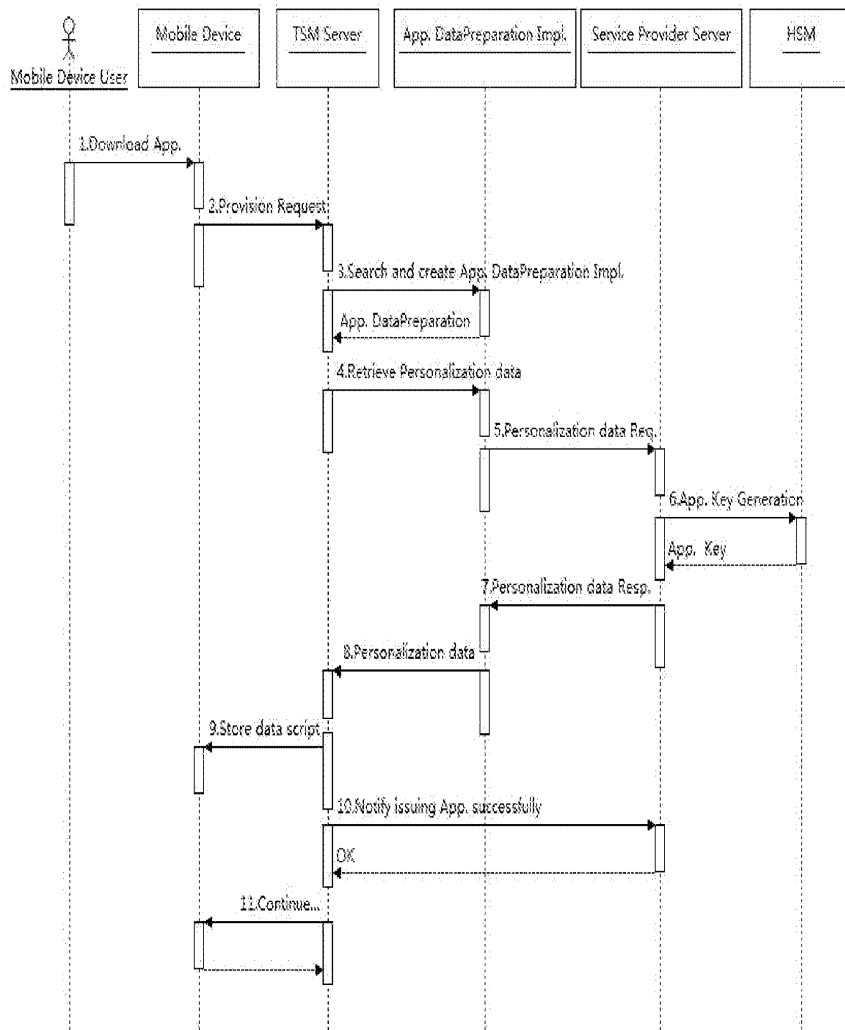 Mobile Device User
Mobile Device
TSM Server
App. DataPreparation Impl.
Service Provider Server
HSM
1.Download App.
2.Provision Request
3.Search and create App. DataPreparation Impl.
App. DataPreparation
4.Retrieve Personalization data
5.Personalization data Req.
6.App. Key Generation
App. Key
7.Personalization data Resp.
8.Personalization data
9.Store data script
10.Notify issuing App. successfully
OK
11.Continue...